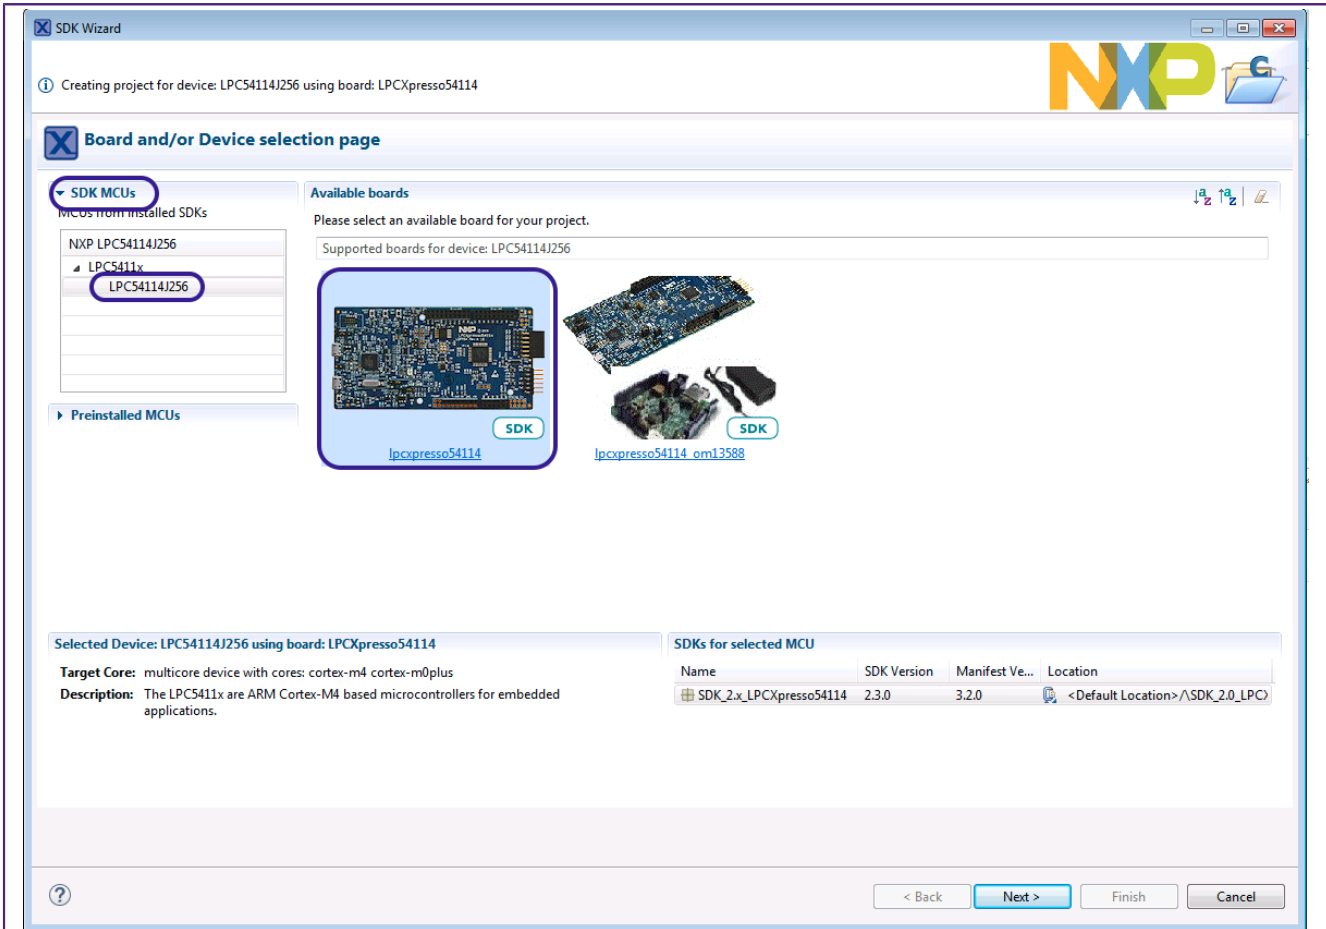 SDK Wizard
Creating project for device: LPC54114J256 using board: LPCXpresso54114
NXP
C
Board and/or Device selection page
SDK MCUs
MCUs from installed SDKs
NXP LPC54114J256
LPC5411x
LPC54114J256
Preinstalled MCUs
Available boards
Please select an available board for your project.
Supported boards for device: LPC54114J256
SDK
lpcxpresso54114
SDK
lpcxpresso54114_om13588
Selected Device: LPC54114J256 using board: LPCXpresso54114
Target Core: multicore device with cores: cortex-m4 cortex-m0plus
Description: The LPC5411x are ARM Cortex-M4 based microcontrollers for embedded
applications.
SDKs for selected MCU
Name SDK Version Manifest Ve... Location
SDK_2.x_LPCXpresso54114 2.3.0 3.2.0 <Default Location>/\SDK_2.0_LPC
< Back Next > Finish Cancel